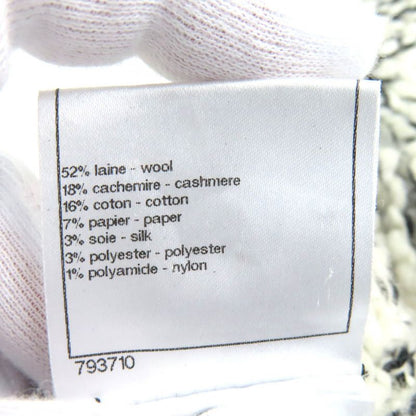 52% laine - wool
18% cachemire - cashmere
16% coton - cotton
7% papier - paper
3% soie - silk
3% polyester - polyester
1% polyamide - nylon
793710